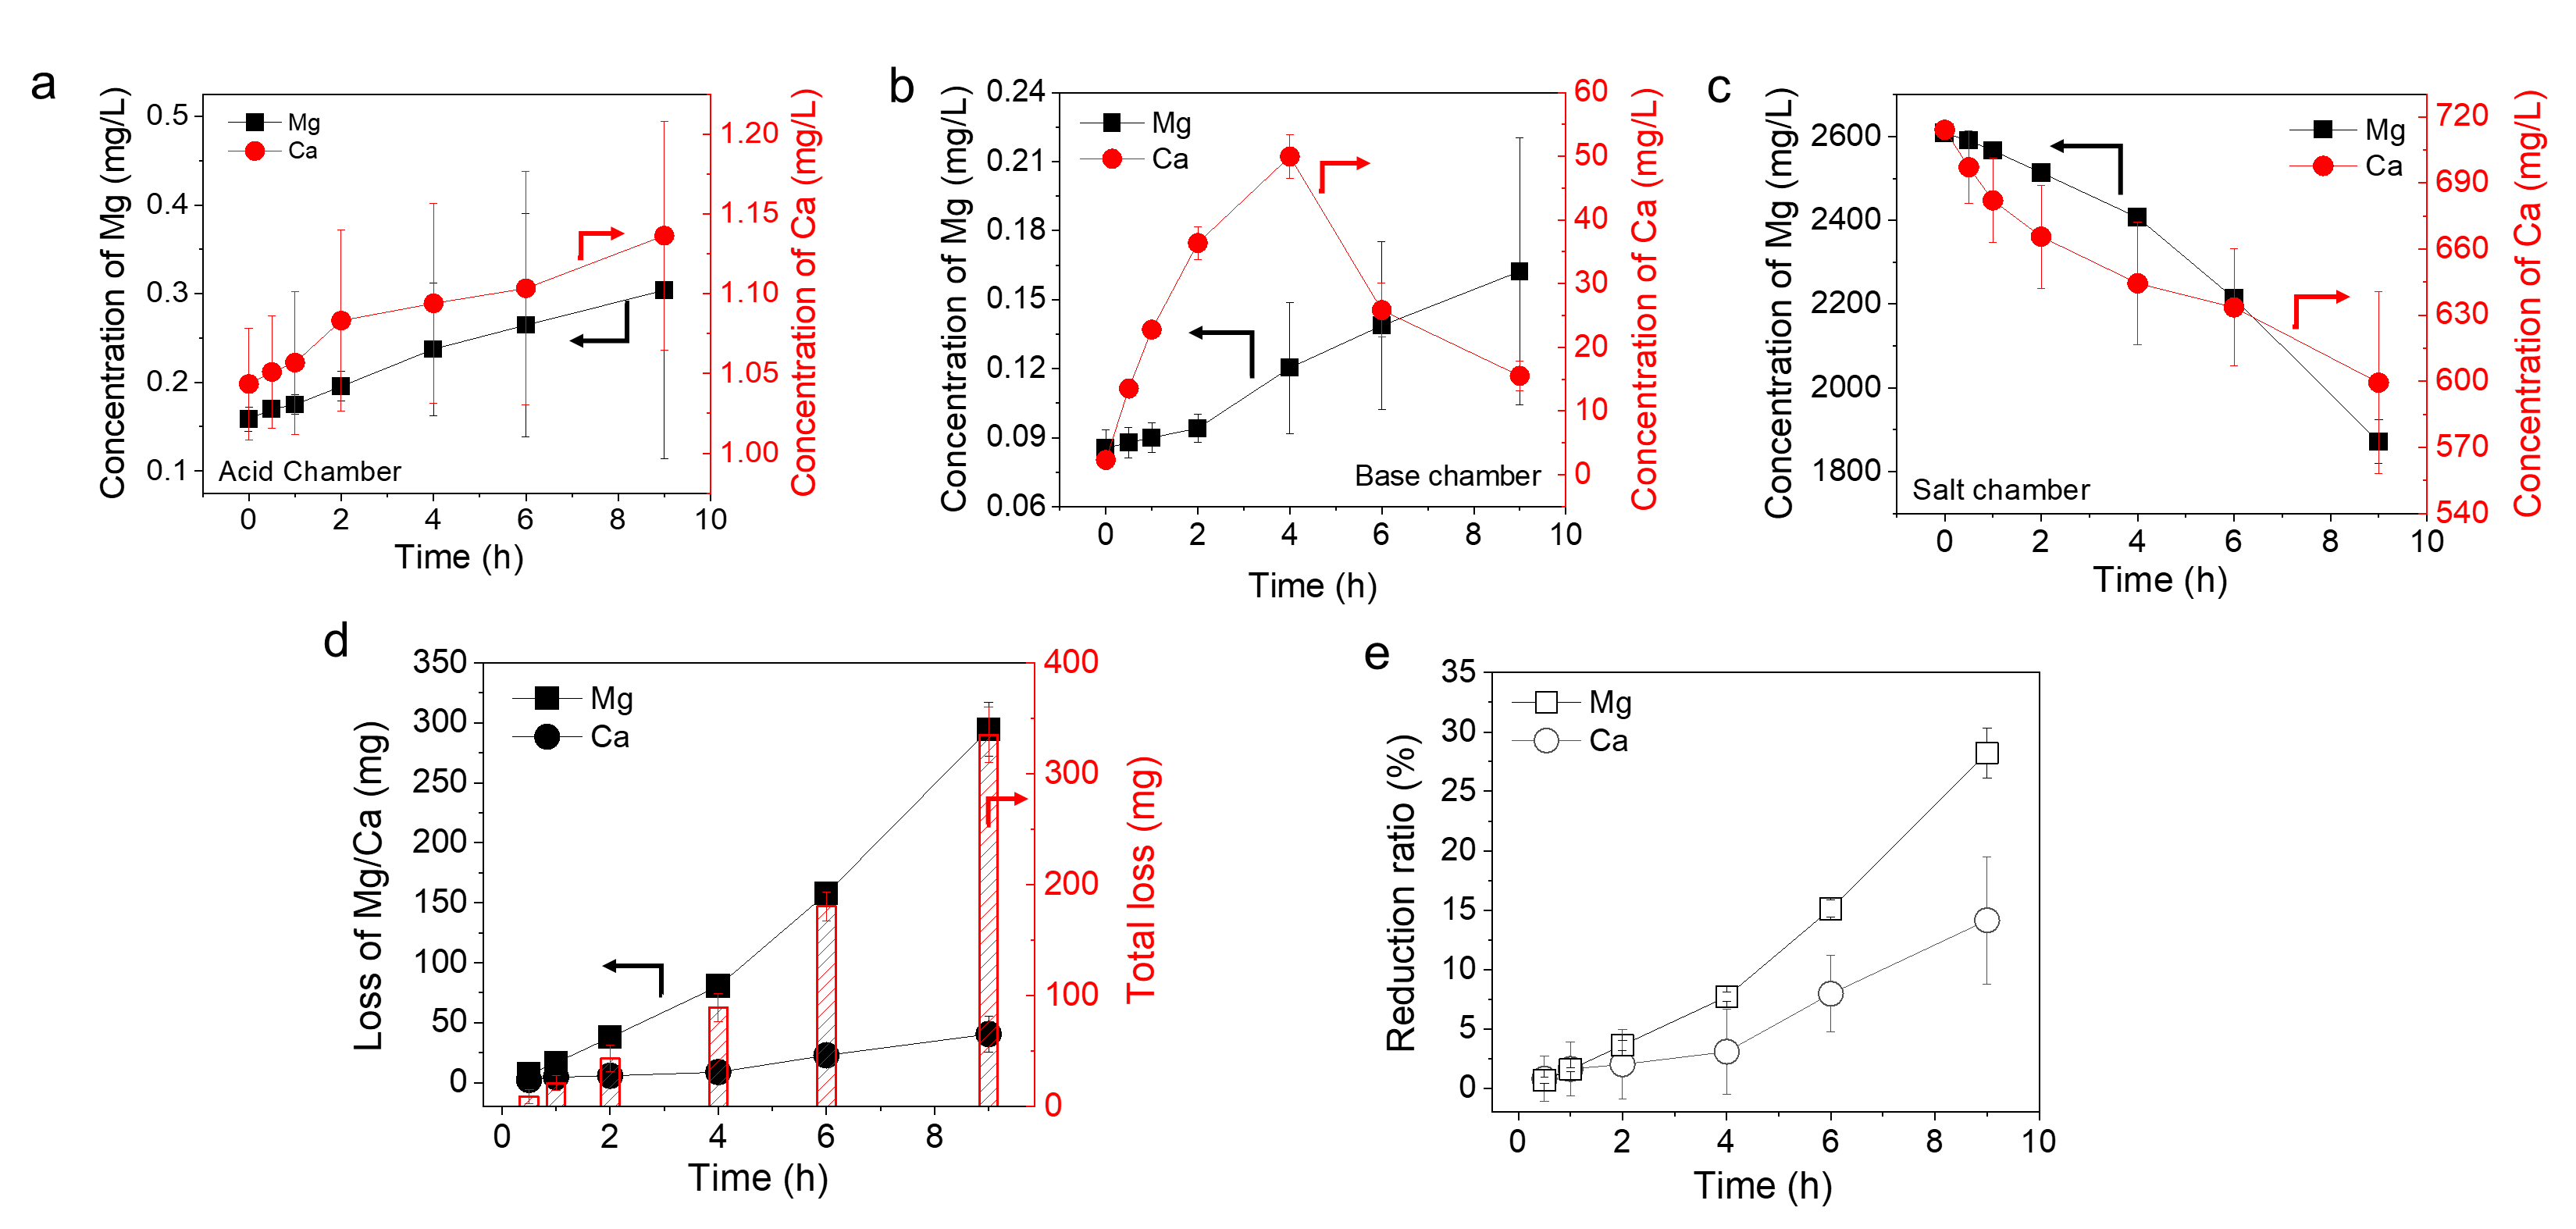 a
Concentration of Mg (mg/L)
0.5
0.4
0.3
0.2
0.1
Mg
Ca
Acid Chamber
0 2 4 6 8 10
Time (h)
1.20
1.15
1.10
1.05
1.00
Concentration of Ca (mg/L)
b
Concentration of Mg (mg/L)
0.24
0.21
0.18
0.15
0.12
0.09
0.06
Mg
Ca
Base chamber
0 2 4 6 8 10
Time (h)
60
50
40
30
20
10
0
Concentration of Ca (mg/L)
c
Concentration of Mg (mg/L)
2600
2400
2200
2000
1800
Mg
Ca
Salt chamber
0 2 4 6 8 10
Time (h)
720
690
660
630
600
570
540
Concentration of Ca (mg/L)
d
Loss of Mg/Ca (mg)
350
300
250
200
150
100
50
0
Mg
Ca
0 2 4 6 8
Time (h)
400
300
200
100
0
Total loss (mg)
e
Reduction ratio (%)
35
30
25
20
15
10
5
0
Mg
Ca
0 2 4 6 8 10
Time (h)